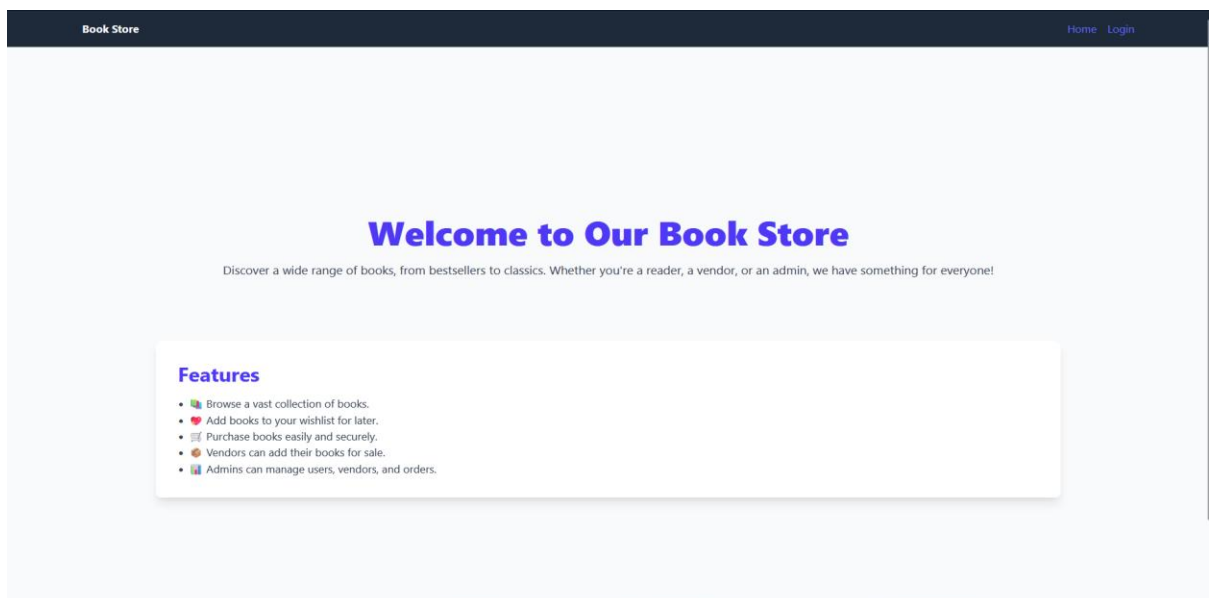 Book Store
Home Login
Welcome to Our Book Store
Discover a wide range of books, from bestsellers to classics. Whether you're a reader, a vendor, or an admin, we have something for everyone!
Features
• 📚 Browse a vast collection of books.
• 💖 Add books to your wishlist for later.
• 🛒 Purchase books easily and securely.
• 📦 Vendors can add their books for sale.
• 📊 Admins can manage users, vendors, and orders.